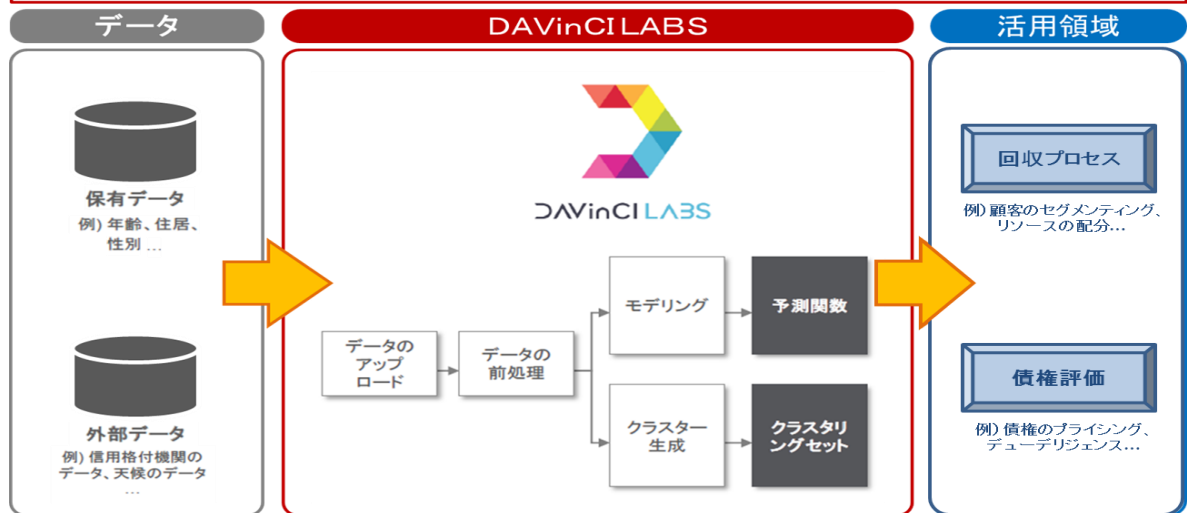 データ
保有データ
例) 年齢、住居、
性別 ...
外部データ
例) 信用格付機関の
データ、天候のデータ
...
DAVinCI LABS
DAVinCI LABS
データの
アップ
ロード
データの
前処理
モデリング
予測関数
クラスター
生成
クラスタリ
ングセット
活用領域
回収プロセス
例) 顧客のセグメンティング、
リソースの配分...
債権評価
例) 債権のプライシング、
デューデリジェンス...